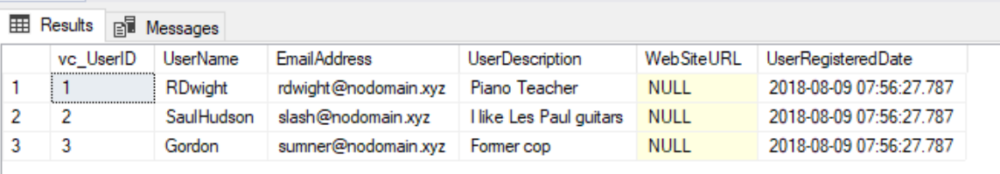 Results Messages
vc_UserID UserName EmailAddress UserDescription WebSiteURL UserRegisteredDate
1 1 RDwight rdwight@nodomain.xyz Piano Teacher NULL 2018-08-09 07:56:27.787
2 2 SaulHudson slash@nodomain.xyz I like Les Paul guitars NULL 2018-08-09 07:56:27.787
3 3 Gordon sumner@nodomain.xyz Former cop NULL 2018-08-09 07:56:27.787